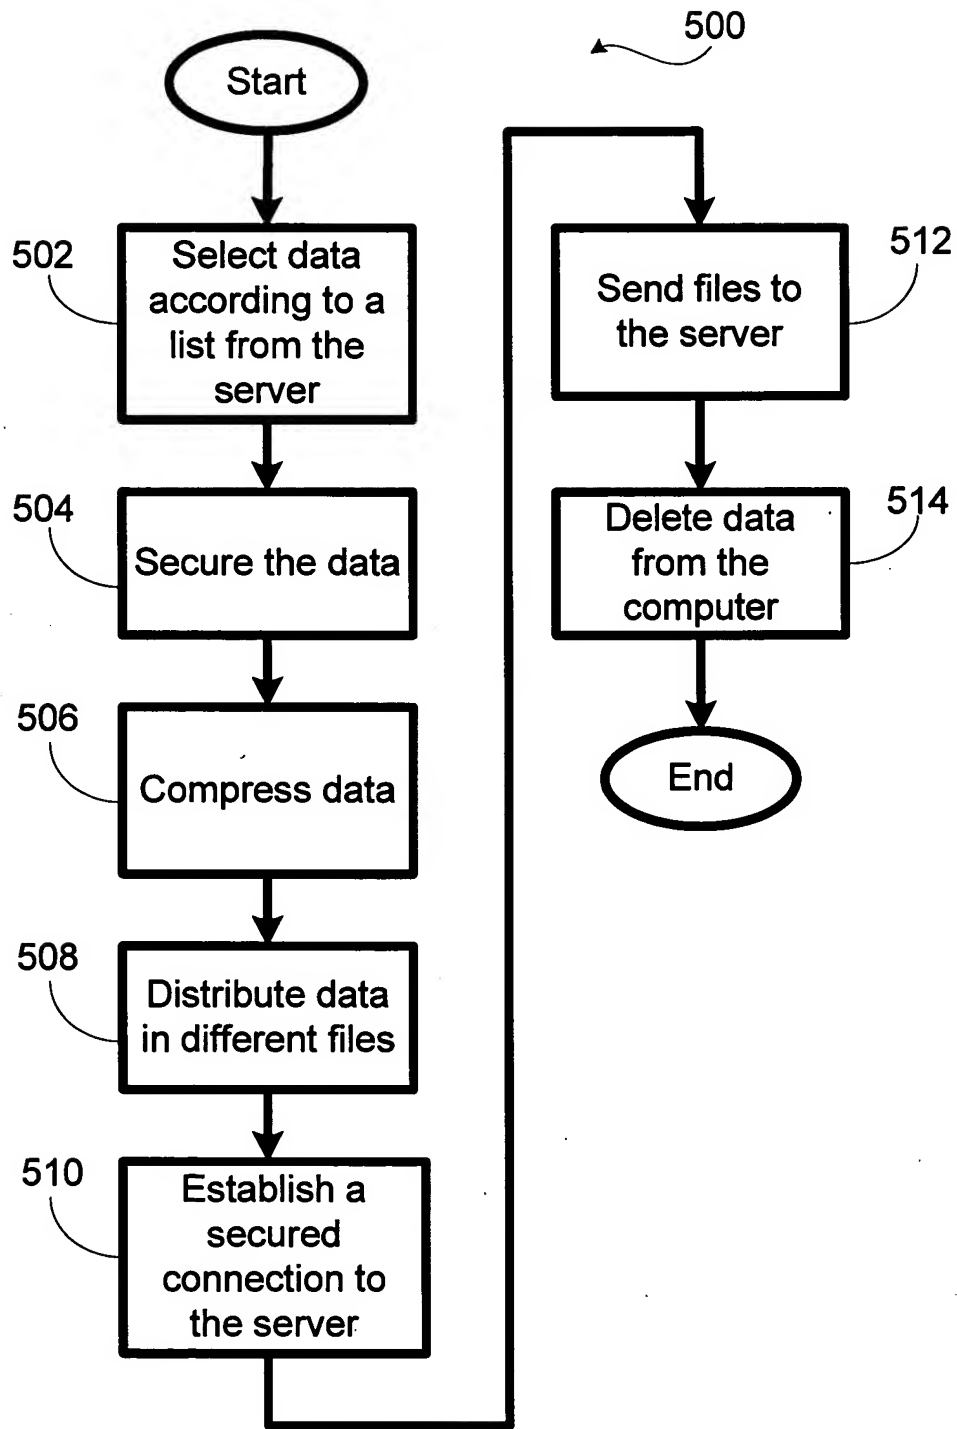 500
Start
502
Select data
according to a
list from the
server
504
Secure the data
506
Compress data
508
Distribute data
in different files
510
Establish a
secured
connection to
the server
512
Send files to
the server
514
Delete data
from the
computer
End